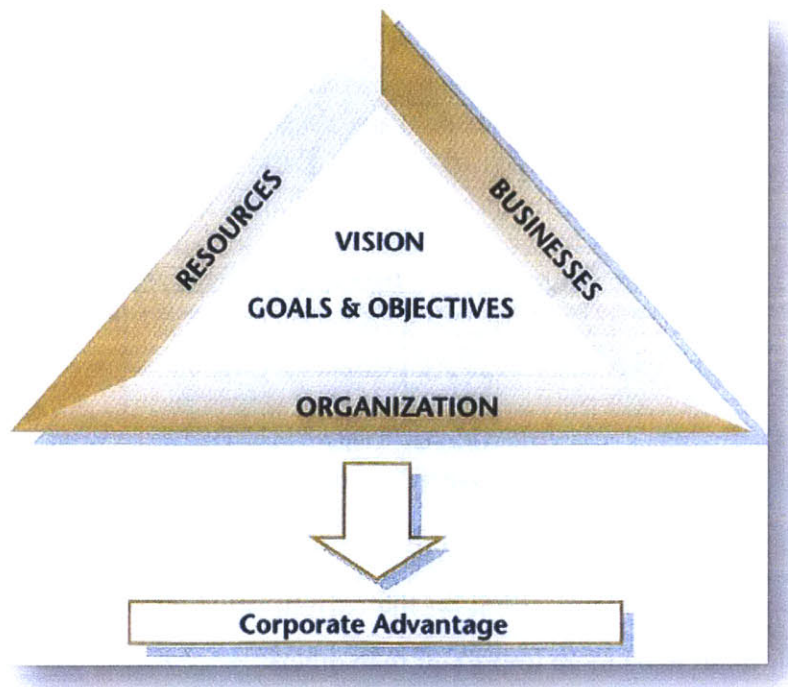 RESOURCES
BUSINESSES
VISION
GOALS & OBJECTIVES
ORGANIZATION
Corporate Advantage